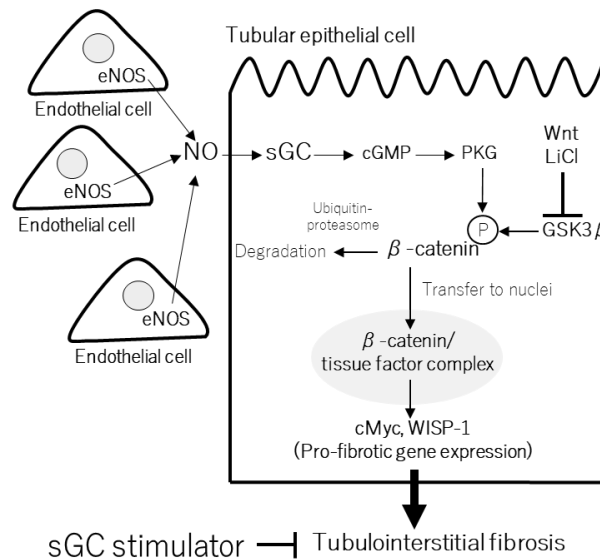 Tubular epithelial cell
eNOS
Endothelial cell
eNOS
Endothelial cell
eNOS
Endothelial cell
NO
sGC
cGMP
PKG
Wnt
LiCl
GSK3β
P
Ubiquitin-
proteasome
Degradation
β-catenin
Transfer to nuclei
β-catenin/
tissue factor complex
cMyc, WISP-1
(Pro-fibrotic gene expression)
sGC stimulator
Tubulointerstitial fibrosis